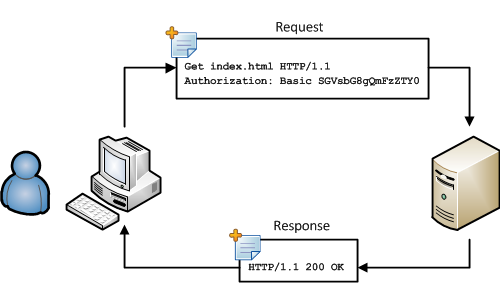 Request
Get index.html HTTP/1.1
Authorization: Basic SGVsbG8gQmFzZTY0
Response
HTTP/1.1 200 OK